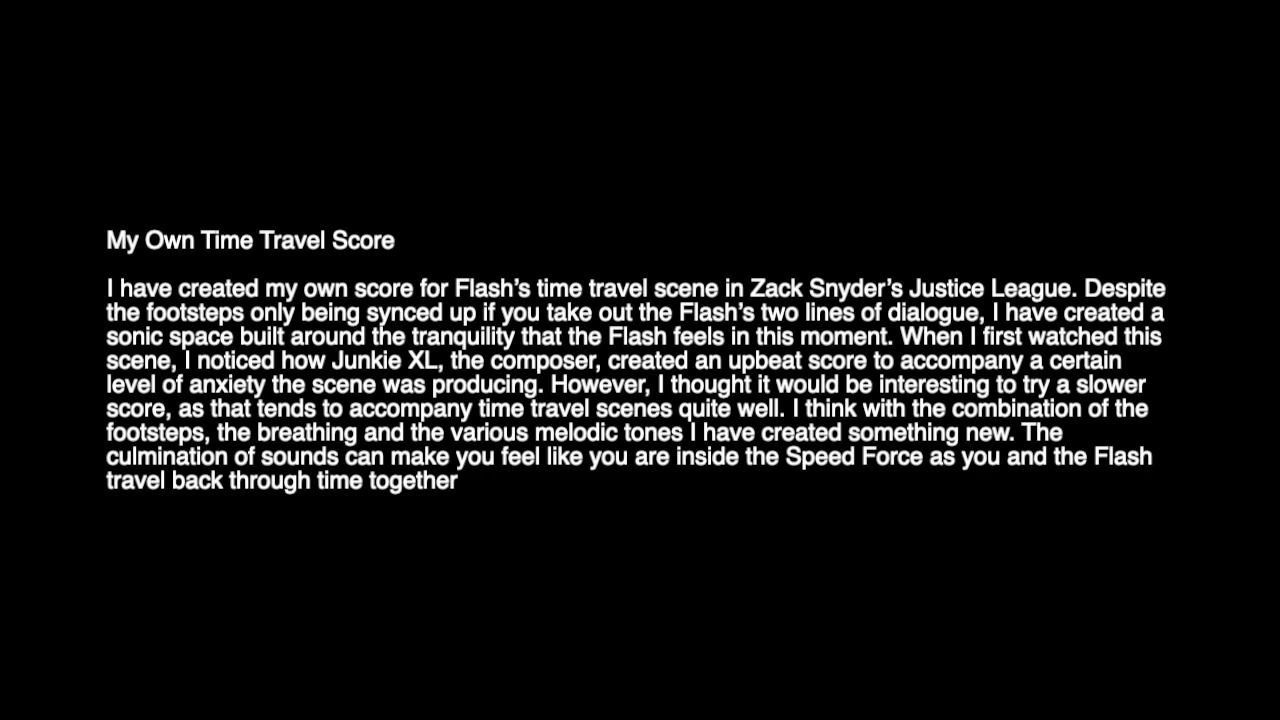 My Own Time Travel Score
I have created my own score for Flash’s time travel scene in Zack Snyder’s Justice League. Despite
the footsteps only being synced up if you take out the Flash’s two lines of dialogue, I have created a
sonic space built around the tranquility that the Flash feels in this moment. When I first watched this
scene, I noticed how Junkie XL, the composer, created an upbeat score to accompany a certain
level of anxiety the scene was producing. However, I thought it would be interesting to try a slower
score, as that tends to accompany time travel scenes quite well. I think with the combination of the
footsteps, the breathing and the various melodic tones I have created something new. The
culmination of sounds can make you feel like you are inside the Speed Force as you and the Flash
travel back through time together